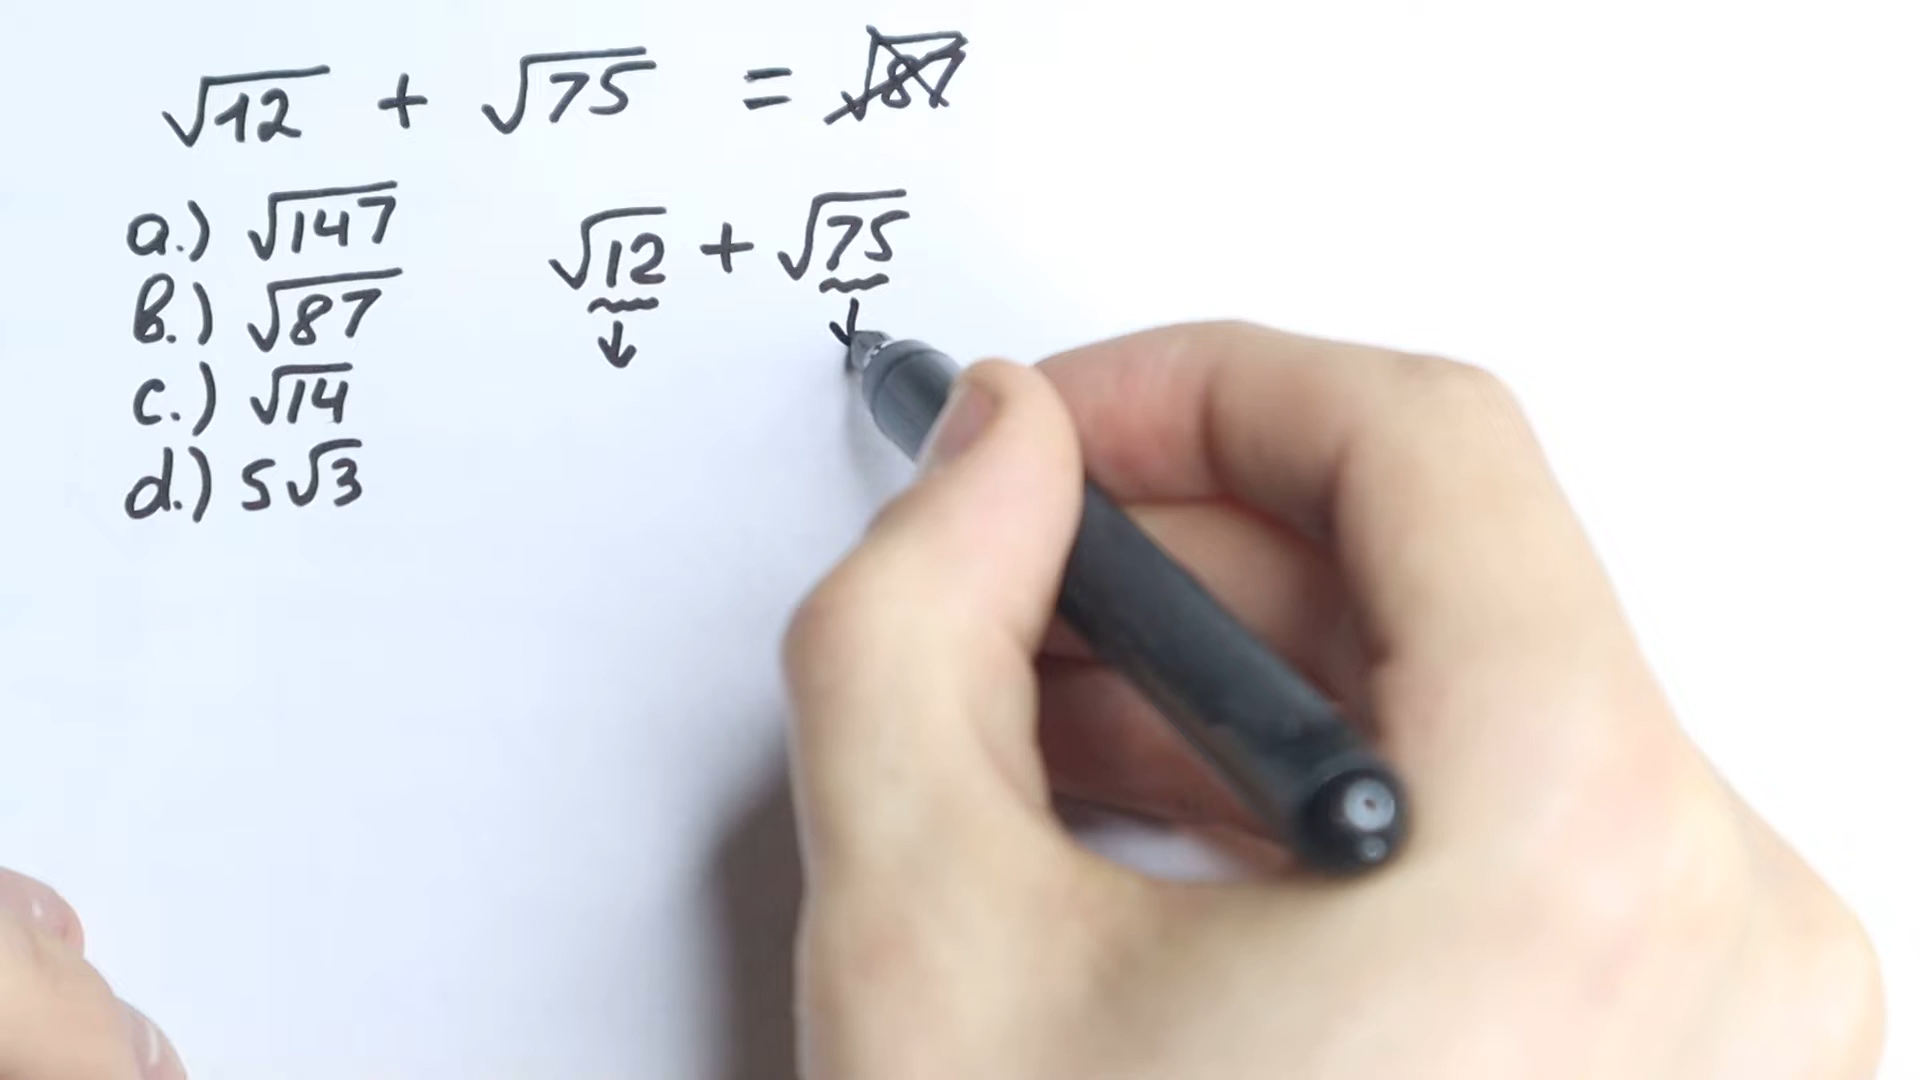 √12 + √75 = √87
a.) √147
b.) √87
c.) √14
d.) 5√3
√12 + √75
↓ ↓